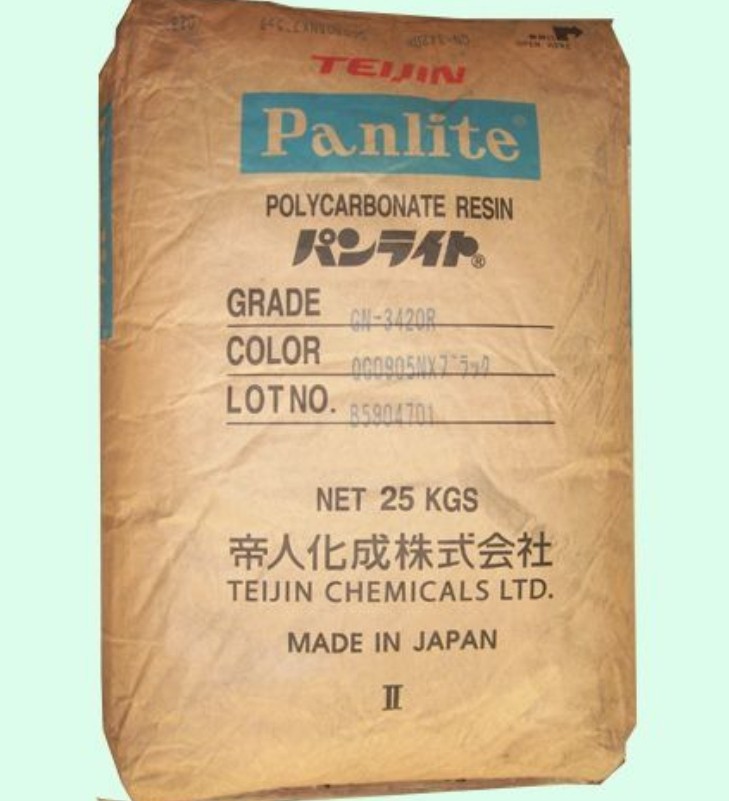 TEIJIN
Panlite®
POLYCARBONATE RESIN
パンライト®
GRADE GN-3420R
COLOR QG0905NXブラック
LOT NO. B5904701
NET 25 KGS
帝人化成株式会社
TEIJIN CHEMICALS LTD.
MADE IN JAPAN
II